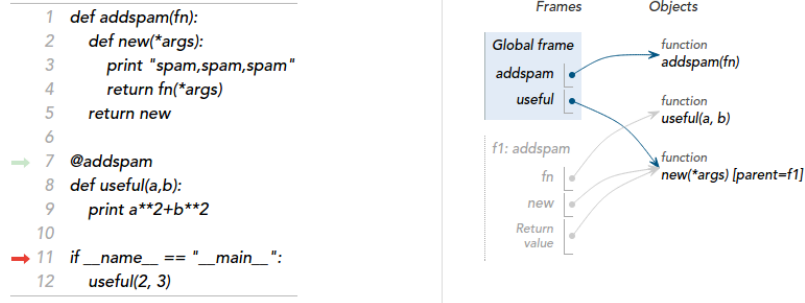 1 def addspam(fn):
2 def new(*args):
3 print "spam,spam,spam"
4 return fn(*args)
5 return new
6
7 @addspam
8 def useful(a,b):
9 print a**2+b**2
10
11 if __name__ == "__main__":
12 useful(2, 3)
Frames
Objects
Global frame
addspam
useful
f1: addspam
fn
new
Return
value
function
addspam(fn)
function
useful(a, b)
function
new(*args) [parent=f1]